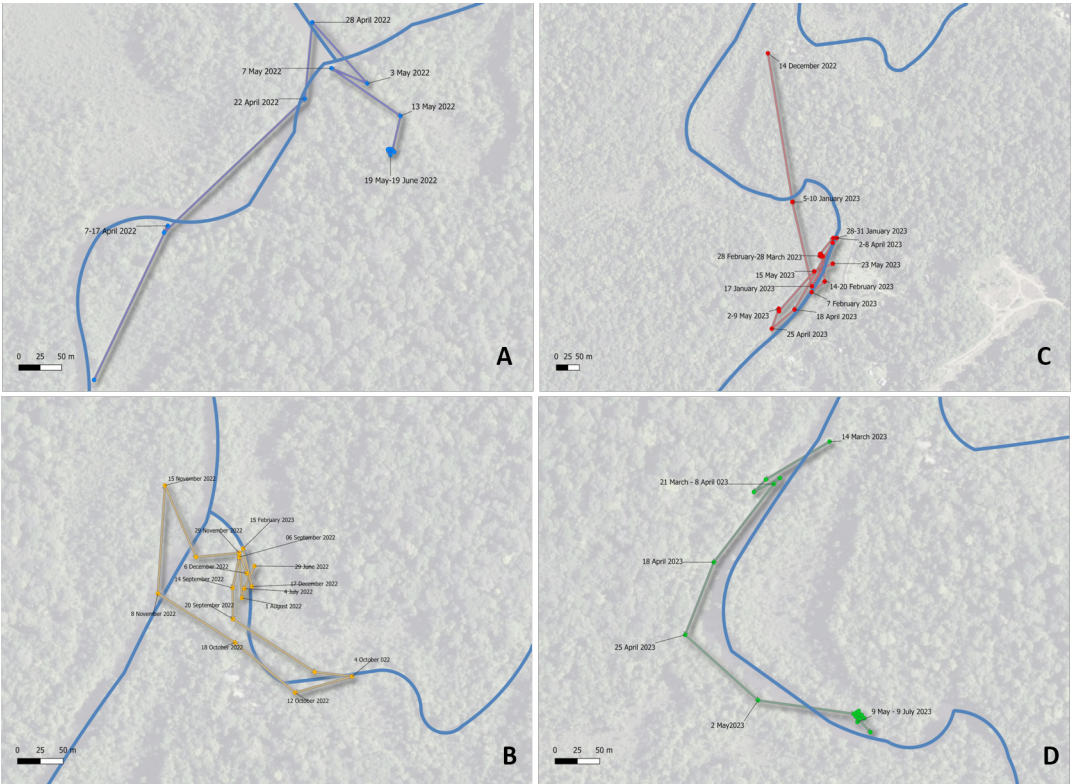 28 April 2022
7 May 2022
3 May 2022
22 April 2022
13 May 2022
19 May-19 June 2022
7-17 April 2022
0 25 50 m
A
14 December 2022
5-10 January 2023
28-31 January 2023
2-8 April 2023
28 February-28 March 2023
23 May 2023
15 May 2023
17 January 2023
14-20 February 2023
7 February 2023
2-9 May 2023
18 April 2023
25 April 2023
0 25 50 m
C
15 November 2022
15 February 2023
29 November 2022
06 September 2022
6 December 2022
29 June 2022
14 September 2022
17 December 2022
4 July 2022
20 September 2022
1 August 2022
8 November 2022
18 October 2022
4 October 022
12 October 2022
0 25 50 m
B
14 March 2023
21 March - 8 April 023
18 April 2023
25 April 2023
9 May - 9 July 2023
2 May2023
0 25 50 m
D